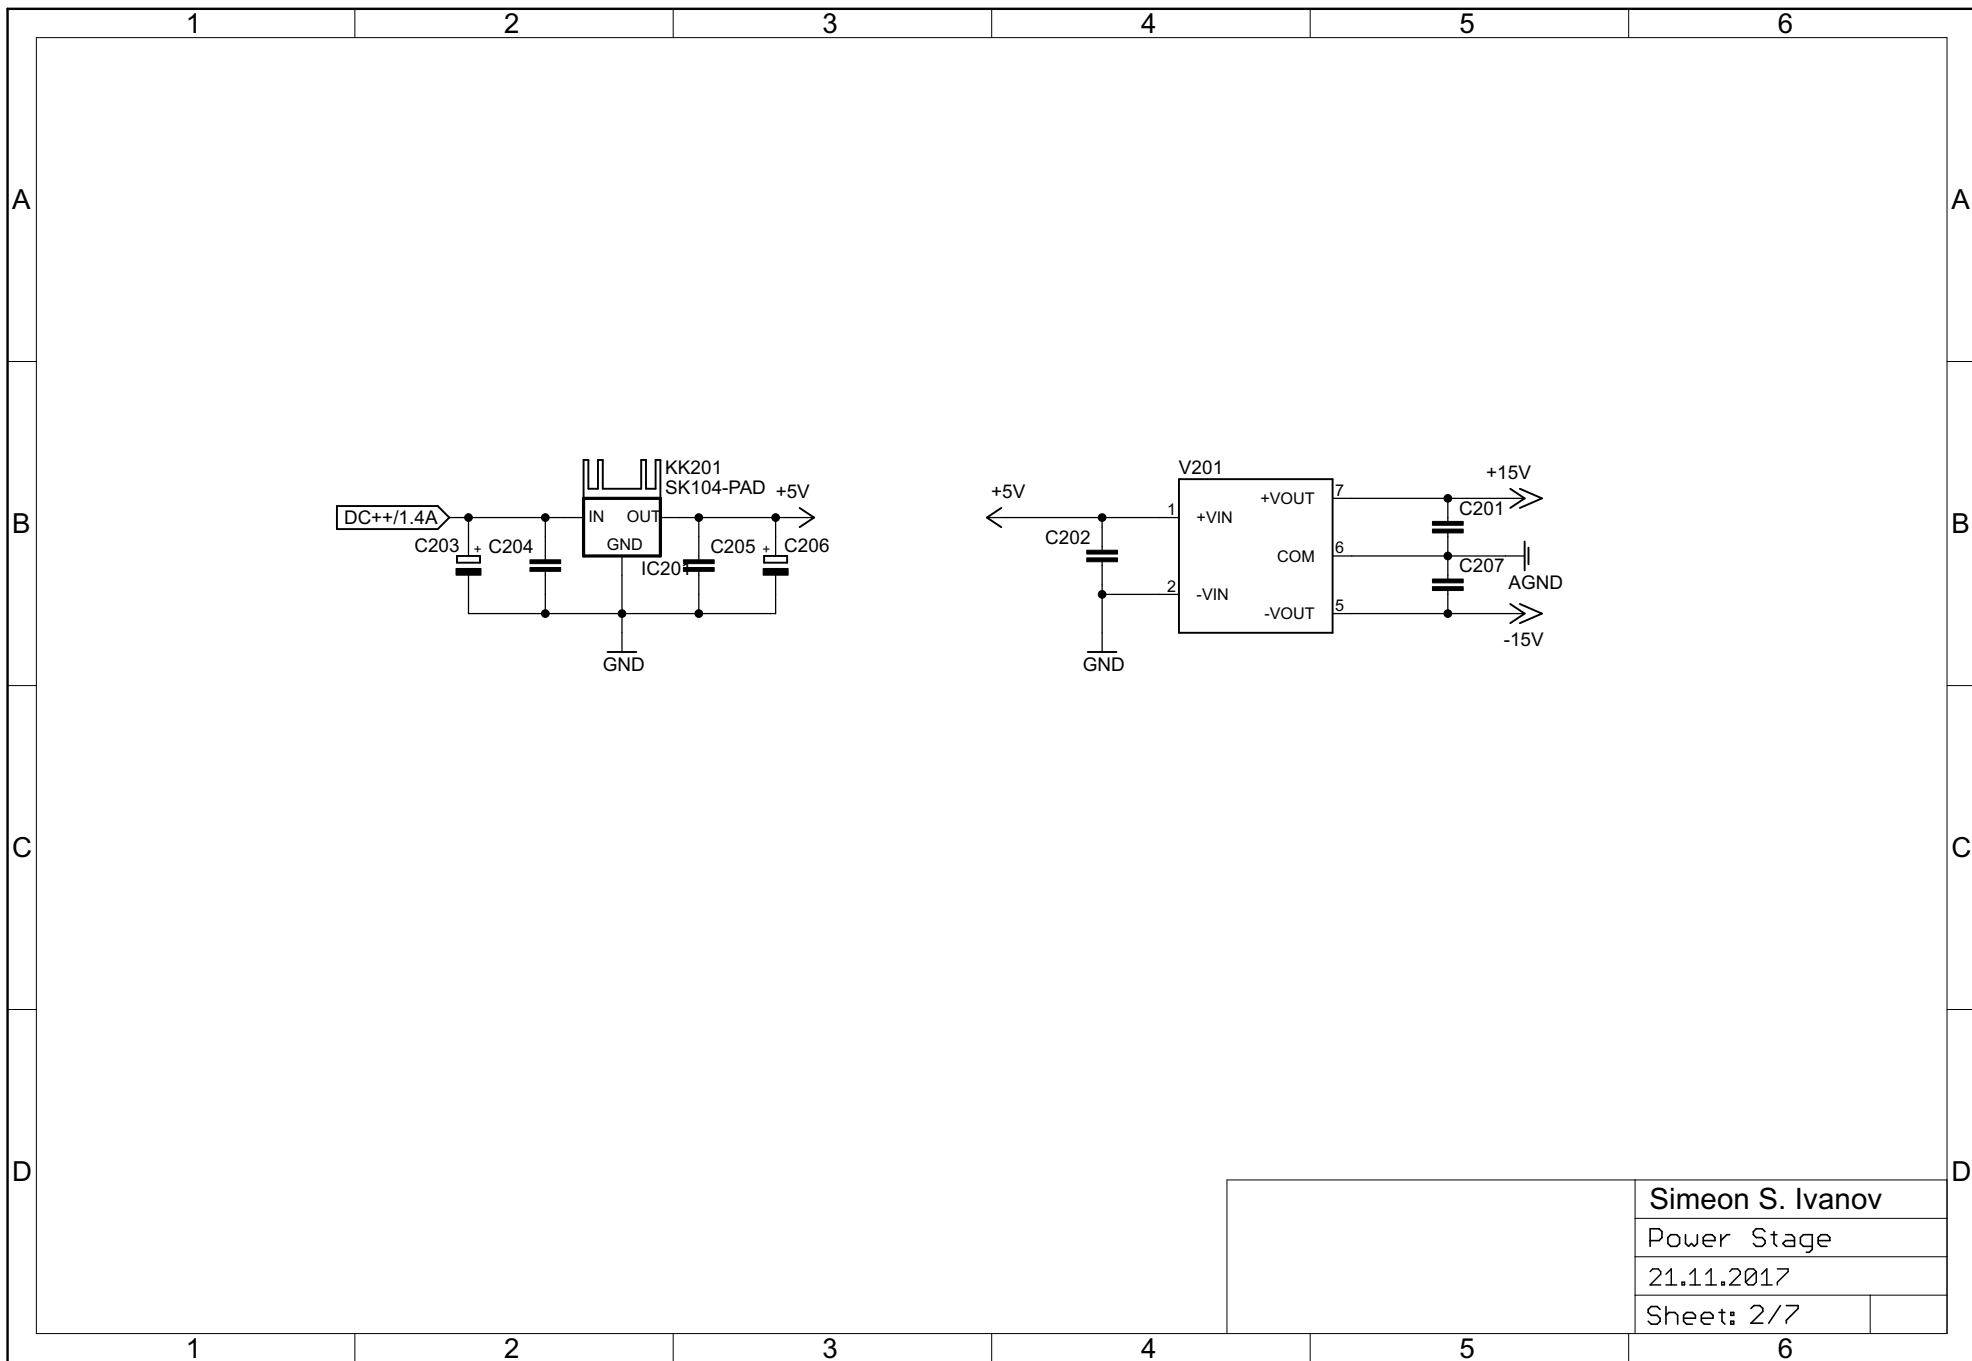 1 2 3 4 5 6
A A
KK201
SK104-PAD
+5V
DC++/1.4A
IN OUT
GND
C203 + C204
IC201
C205 + C206
GND
V201
+5V
+15V
1 +VIN
+VOUT 7
C201
C202
COM 6
C207
AGND
2 -VIN
-VOUT 5
-15V
GND
B B
C C
D D
Simeon S. Ivanov
Power Stage
21.11.2017
Sheet: 2/7
1 2 3 4 5 6